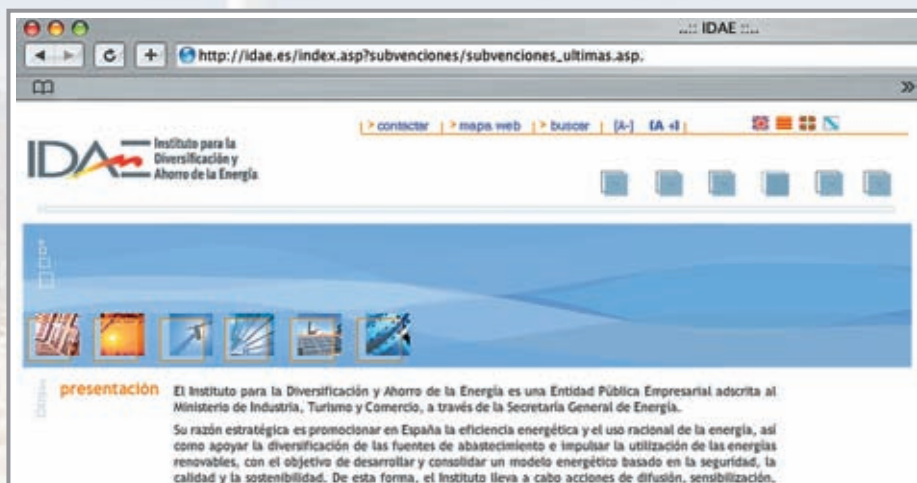 ..:: IDAE ::...
http://idae.es/index.asp?subvenciones/subvenciones_ultimas.asp.
> contactar | > mapa web | > buscar | [A-] [A +]
IDAE
Instituto para la
Diversificación y
Ahorro de la Energía
presentación
El Instituto para la Diversificación y Ahorro de la Energía es una Entidad Pública Empresarial adscrita al
Ministerio de Industria, Turismo y Comercio, a través de la Secretaría General de Energía.
Su razón estratégica es promocionar en España la eficiencia energética y el uso racional de la energía, así
como apoyar la diversificación de las fuentes de abastecimiento e impulsar la utilización de las energías
renovables, con el objetivo de desarrollar y consolidar un modelo energético basado en la seguridad, la
calidad y la sostenibilidad. De esta forma, el Instituto lleva a cabo acciones de difusión, sensibilización,